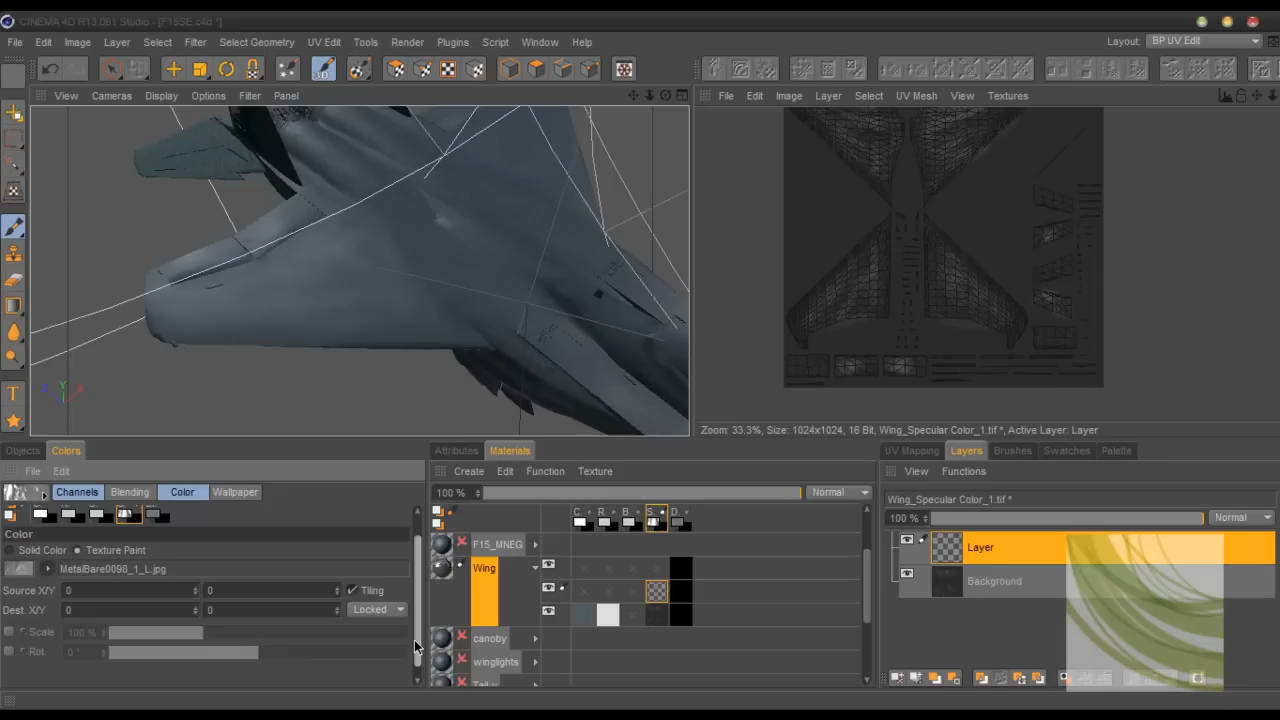 CINEMA 4D R13.061 Studio - [F15SE.c4d *]
File Edit Image Layer Select Filter Select Geometry UV Edit Tools Render Plugins Script Window Help Layout: BP UV Edit
3D
View Cameras Display Options Filter Panel
File Edit Image Layer Select UV Mesh View Textures
Y X
T
Zoom: 33.3%, Size: 1024x1024, 16 Bit, Wing_Specular Color_1.tif *, Active Layer: Layer
Objects Colors
File Edit
Channels Blending Color Wallpaper
Color
Solid Color Texture Paint
MetalBare0098_1_L.jpg
Source X/Y 0 0 Tiling
Dest. X/Y 0 0 Locked
Scale 100 %
Rot. 0 °
Attributes Materials
Create Edit Function Texture
100 % Normal
C. R. B. S. D.
F15_MNEG
Wing
canoby
winglights
UV Mapping Layers Brushes Swatches Palette
View Functions
Wing_Specular Color_1.tif *
100 % Normal
Layer
Background